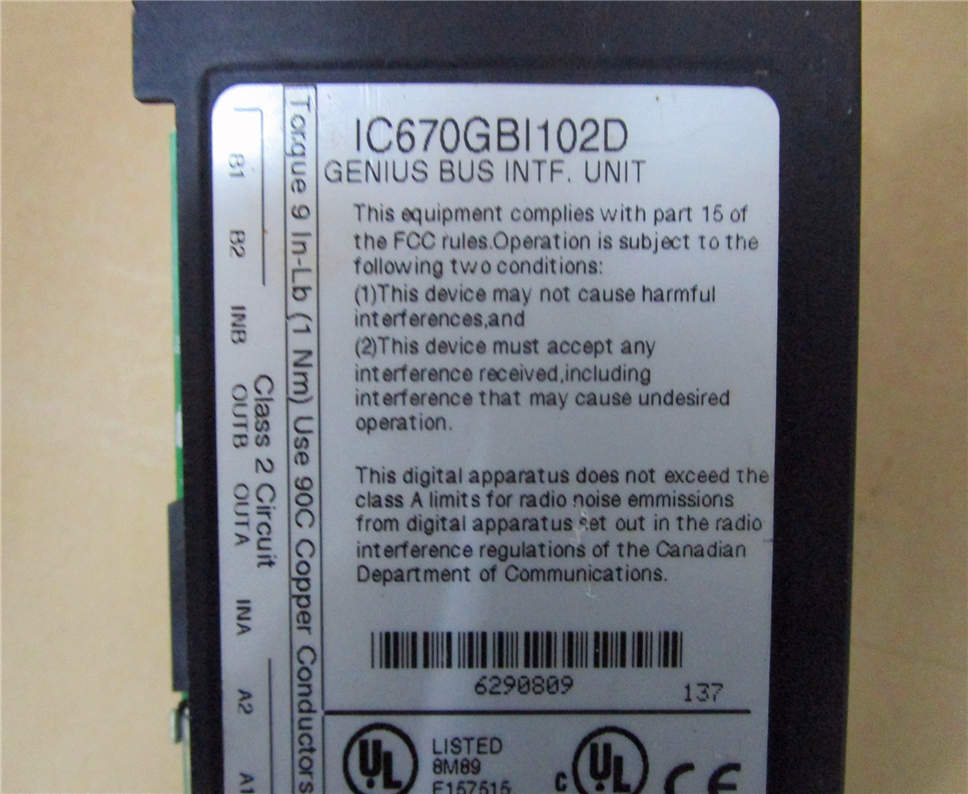 IC670GBI102D
GENIUS BUS INTF. UNIT
This equipment complies with part 15 of
the FCC rules.Operation is subject to the
following two conditions:
(1)This device may not cause harmful
interferences,and
(2)This device must accept any
interference received,including
interference that may cause undesired
operation.
This digital apparatus does not exceed the
class A limits for radio noise emmissions
from digital apparatus set out in the radio
interference regulations of the Canadian
Department of Communications.
6290809
137
UL
LISTED
8M89
E157515
C
UL
CE
Torque 9 In-Lb (1 Nm) Use 90C Copper Conductors
Class 2 Circuit
B1
B2
INB
OUTB
OUTA
INA
A2
A1